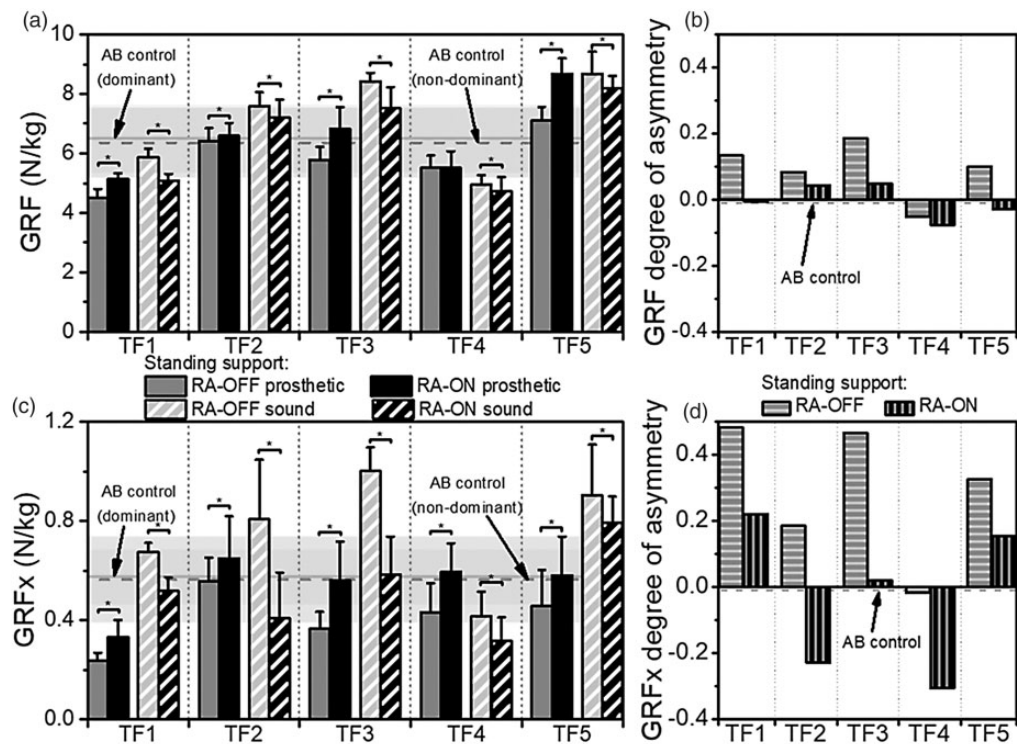 (a)
GRF (N/kg)
10
8
6
4
2
0
AB control
(dominant)
AB control
(non-dominant)
* * * * * * * * *
TF1 TF2 TF3 TF4 TF5
(b)
GRF degree of asymmetry
0.4
0.2
0.0
-0.2
-0.4
AB control
TF1 TF2 TF3 TF4 TF5
Standing support:
RA-OFF prosthetic RA-ON prosthetic
RA-OFF sound RA-ON sound
(c)
GRFx (N/kg)
1.2
0.8
0.4
0.0
AB control
(dominant)
AB control
(non-dominant)
* * * * * * * * * *
TF1 TF2 TF3 TF4 TF5
Standing support:
RA-OFF RA-ON
(d)
GRFx degree of asymmetry
0.4
0.2
0.0
-0.2
-0.4
AB control
TF1 TF2 TF3 TF4 TF5